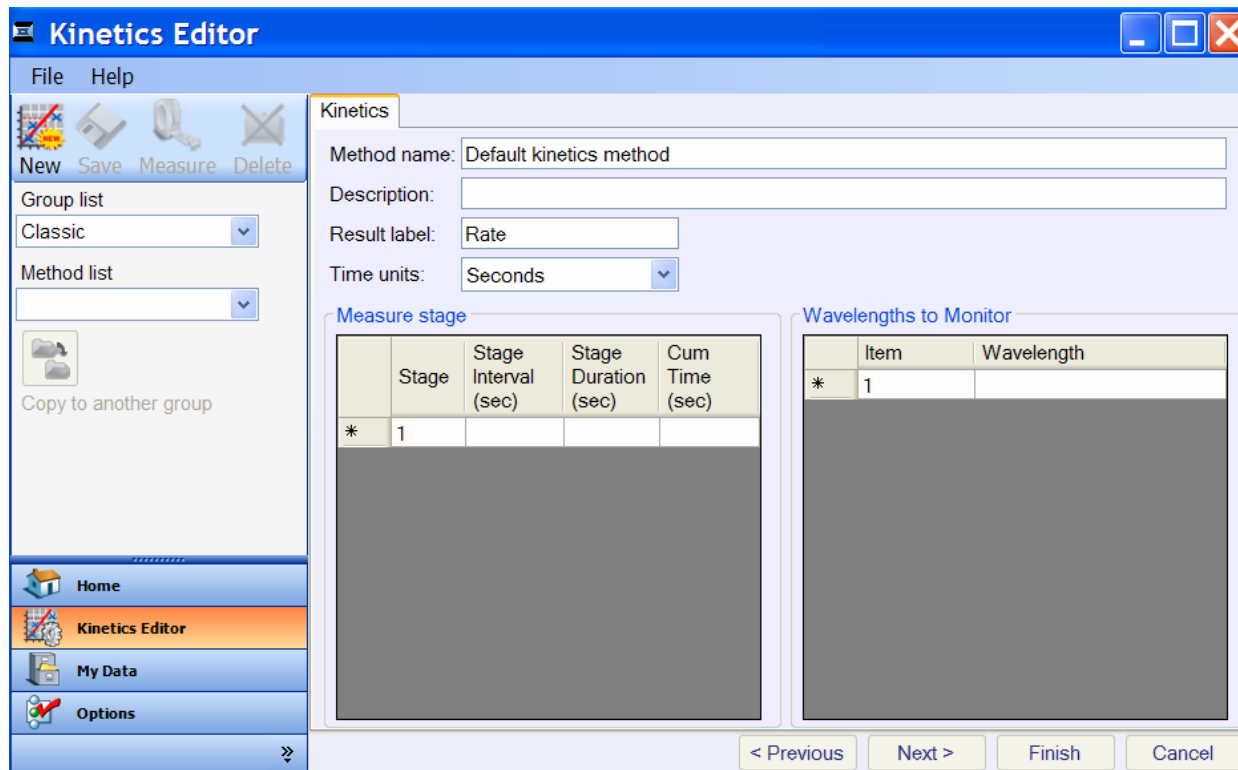 Kinetics Editor
File Help
New Save Measure Delete
Group list
Classic
Method list
Copy to another group
Home
Kinetics Editor
My Data
Options
Kinetics
Method name: Default kinetics method
Description:
Result label: Rate
Time units: Seconds
Measure stage
Stage Stage Interval (sec) Stage Duration (sec) Cum Time (sec)
* 1
Wavelengths to Monitor
Item Wavelength
* 1
< Previous Next > Finish Cancel